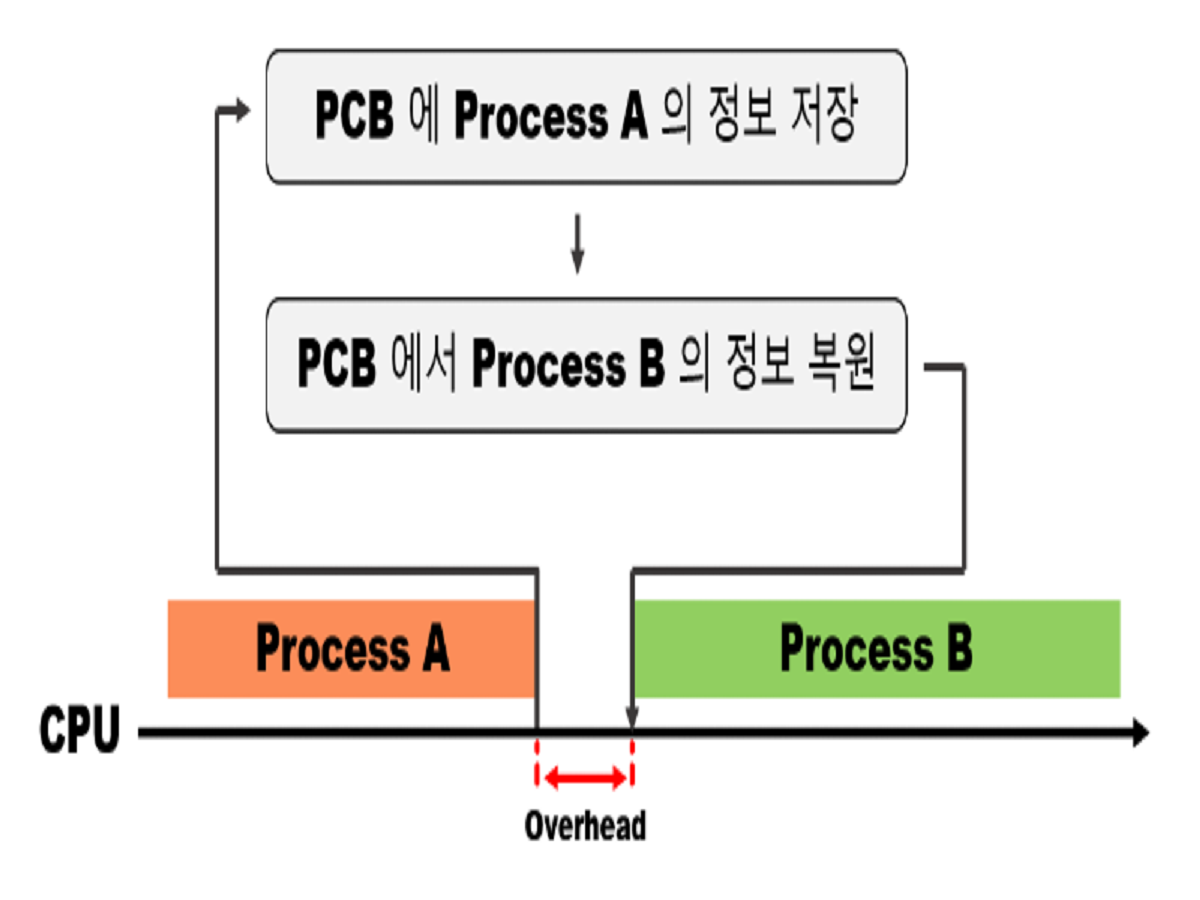 PCB 에 Process A 의 정보 저장
PCB 에서 Process B 의 정보 복원
Process A
Process B
CPU
Overhead